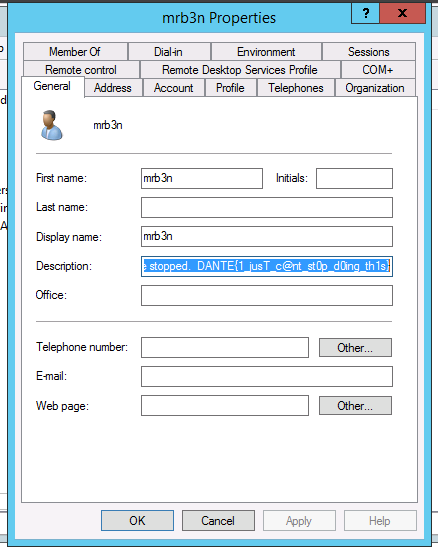 mrb3n Properties
? x
Member Of Dial-in Environment Sessions
Remote control Remote Desktop Services Profile COM+
General Address Account Profile Telephones Organization
mrb3n
First name: mrb3n Initials:
Last name:
Display name: mrb3n
Description: e stopped. DANTE{1_jusT_c@nt_st0p_d0ing_th1s}
Office:
Telephone number: Other...
E-mail:
Web page: Other...
OK Cancel Apply Help